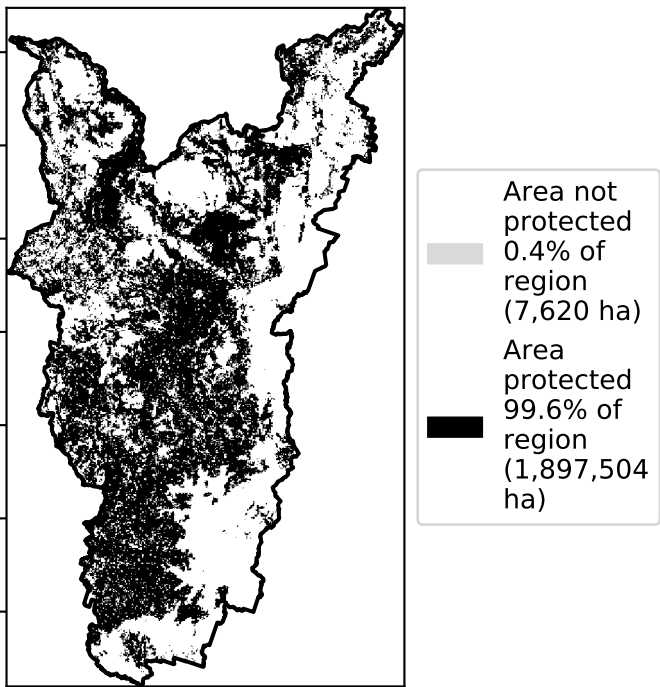 Area not
protected
0.4% of
region
(7,620 ha)
Area
protected
99.6% of
region
(1,897,504
ha)